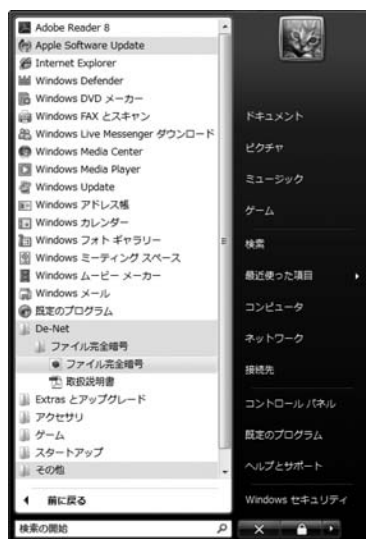 Adobe Reader 8
Apple Software Update
Internet Explorer
Windows Defender
Windows DVD メーカー
Windows FAX とスキャン
Windows Live Messenger ダウンロード
Windows Media Center
Windows Media Player
Windows Update
Windows アドレス帳
Windows カレンダー
Windows フォト ギャラリー
Windows ミーティング スペース
Windows ムービー メーカー
Windows メール
既定のプログラム
De-Net
ファイル完全暗号
ファイル完全暗号
取扱説明書
Extras とアップグレード
アクセサリ
ゲーム
スタートアップ
その他
前に戻る
検索の開始
ドキュメント
ピクチャ
ミュージック
ゲーム
検索
最近使った項目
コンピュータ
ネットワーク
接続先
コントロール パネル
既定のプログラム
ヘルプとサポート
Windows セキュリティ